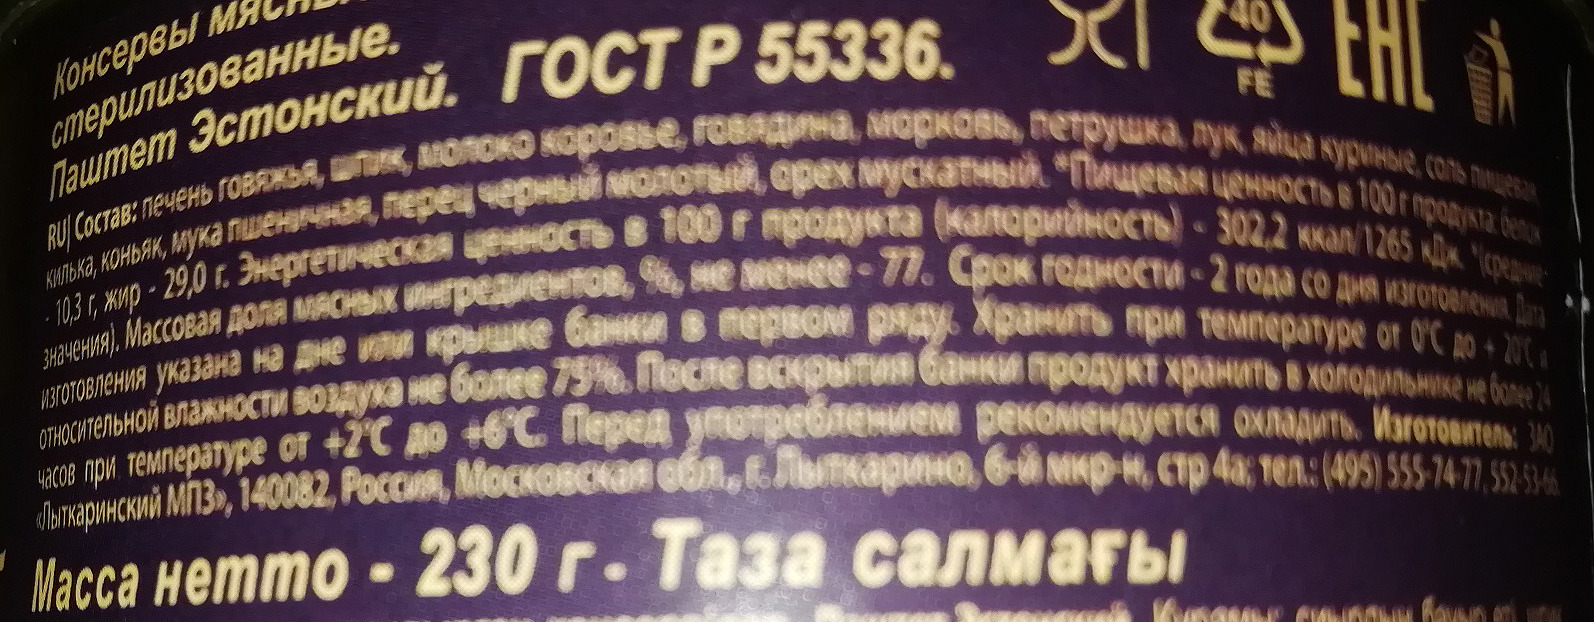 Консервы мясные
стерилизованные.
Паштет Эстонский. ГОСТ Р 55336.
40
FE
EAC
RU| Состав: печень говяжья, шпик, молоко коровье, говядина, морковь, петрушка, лук, яйца куриные, соль пищевая,
килька, коньяк, мука пшеничная, перец черный молотый, орех мускатный. *Пищевая ценность в 100 г продукта: белок
- 10,3 г, жир - 29,0 г. Энергетическая ценность в 100 г продукта (калорийность) - 302,2 ккал/1265 кДж. *(средние
значения). Массовая доля мясных ингредиентов, %, не менее - 77. Срок годности - 2 года со дня изготовления. Дата
изготовления указана на дне или крышке банки в первом ряду. Хранить при температуре от 0°С до + 20°С и
относительной влажности воздуха не более 75%. После вскрытия банки продукт хранить в холодильнике не более 24
часов при температуре от +2°С до +6°С. Перед употреблением рекомендуется охладить. Изготовитель: ЗАО
«Лыткаринский МПЗ», 140082, Россия, Московская обл., г. Лыткарино, 6-й мкр-н, стр 4а; тел.: (495) 555-74-77, 552-53-66
Масса нетто - 230 г. Таза салмағы